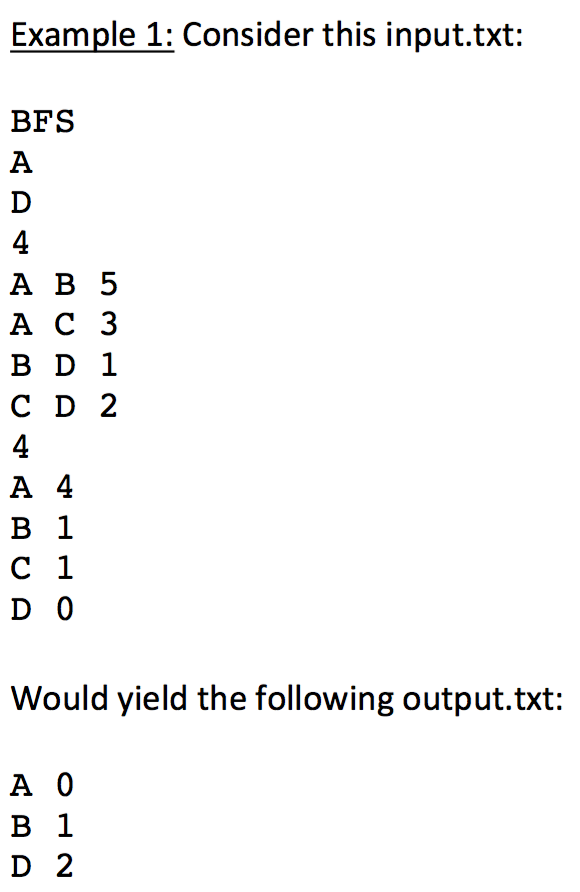 Example 1: Consider this input.txt:
BFS
A
D
4
A B 5
A C 3
B D 1
C D 2
4
A 4
B 1
C 1
D 0
Would yield the following output.txt:
A 0
B 1
D 2